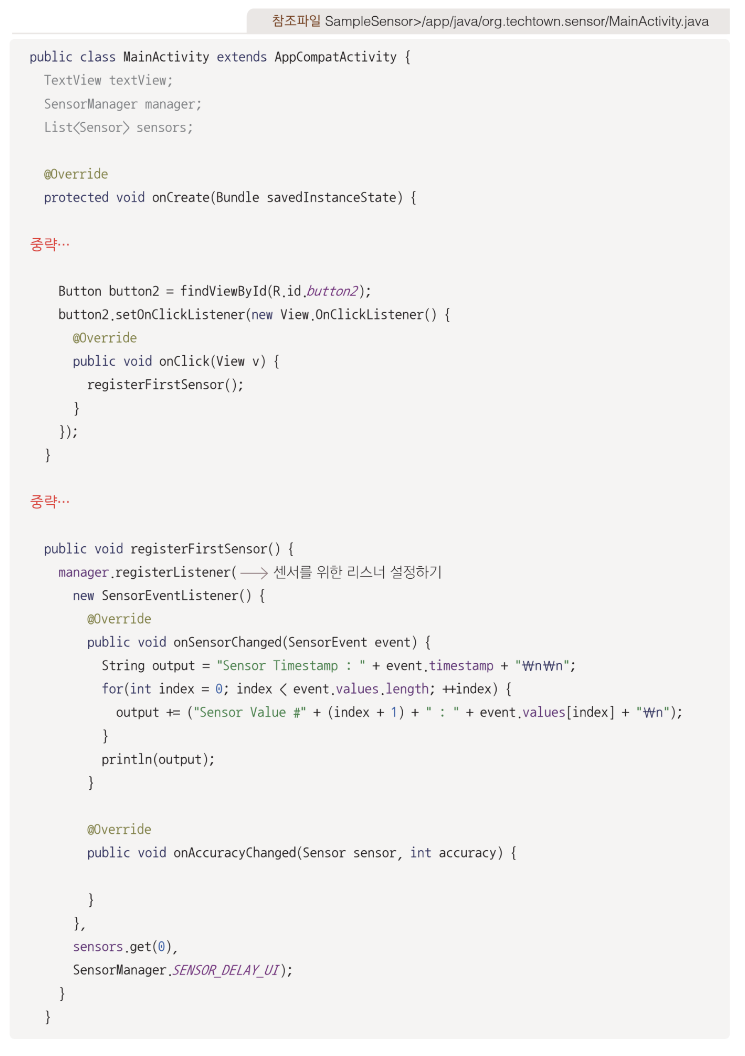 참조파일 SampleSensor>/app/java/org.techtown.sensor/MainActivity.java
public class MainActivity extends AppCompatActivity {
TextView textView;
SensorManager manager;
List<Sensor> sensors;
@Override
protected void onCreate(Bundle savedInstanceState) {
중략…
Button button2 = findViewById(R.id.button2);
button2.setOnClickListener(new View.OnClickListener() {
@Override
public void onClick(View v) {
registerFirstSensor();
}
});
}
중략…
public void registerFirstSensor() {
manager.registerListener( ⟶ 센서를 위한 리스너 설정하기
new SensorEventListener() {
@Override
public void onSensorChanged(SensorEvent event) {
String output = "Sensor Timestamp : " + event.timestamp + "₩n₩n";
for(int index = 0; index < event.values.length; ++index) {
output += ("Sensor Value #" + (index + 1) + " : " + event.values[index] + "₩n");
}
println(output);
}
@Override
public void onAccuracyChanged(Sensor sensor, int accuracy) {
}
},
sensors.get(0),
SensorManager.SENSOR_DELAY_UI);
}
}